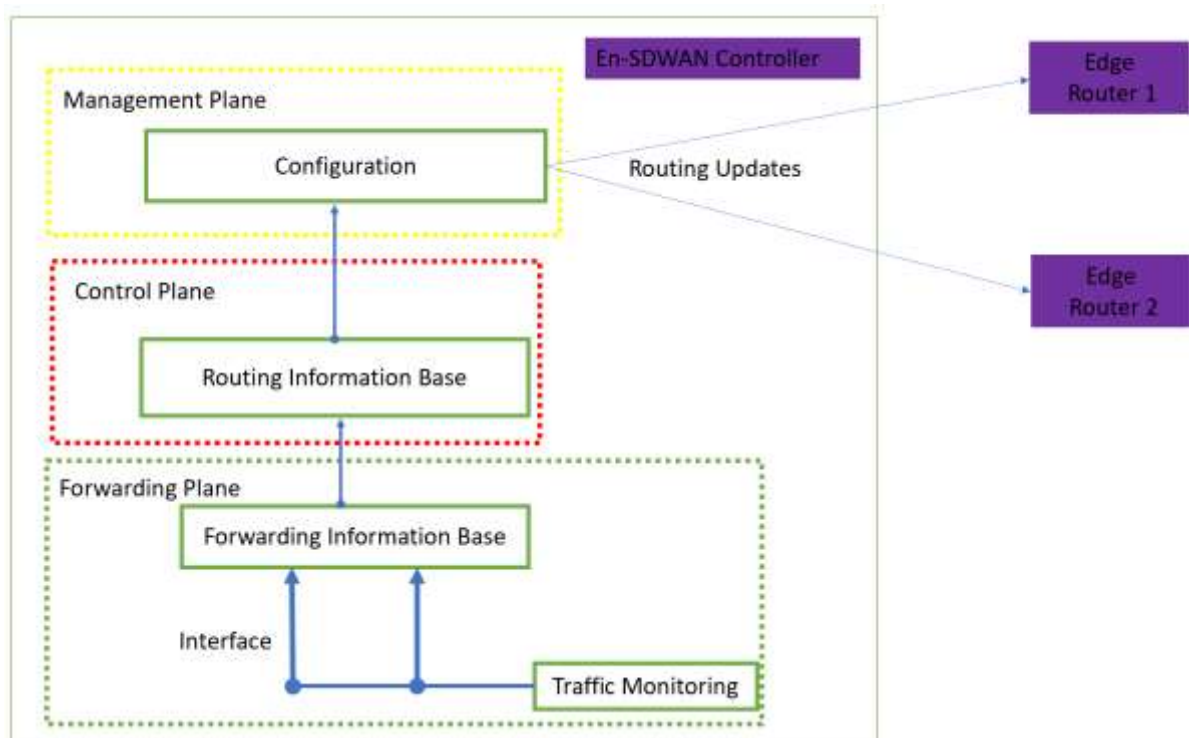 En-SDWAN Controller
Edge
Router 1
Management Plane
Configuration
Routing Updates
Edge
Router 2
Control Plane
Routing Information Base
Forwarding Plane
Forwarding Information Base
Interface
Traffic Monitoring